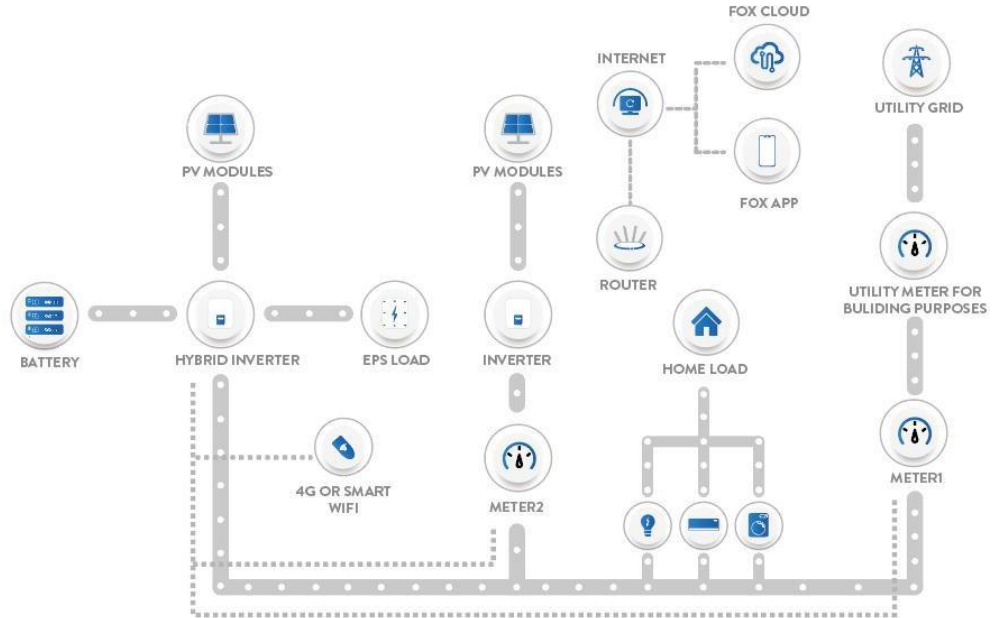 FOX CLOUD
INTERNET
UTILITY GRID
PV MODULES
PV MODULES
FOX APP
ROUTER
UTILITY METER FOR
BULIDING PURPOSES
BATTERY
HYBRID INVERTER
EPS LOAD
INVERTER
HOME LOAD
4G OR SMART
WIFI
METER2
METER1